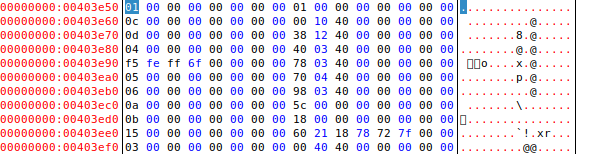 00000000:00403e50 01 00 00 00 00 00 00 00 01 00 00 00 00 00 00 00 ................
00000000:00403e60 0c 00 00 00 00 00 00 00 00 10 40 00 00 00 00 00 ..........@.....
00000000:00403e70 0d 00 00 00 00 00 00 00 38 12 40 00 00 00 00 00 ........8.@.....
00000000:00403e80 04 00 00 00 00 00 00 00 40 03 40 00 00 00 00 00 ........@.@.....
00000000:00403e90 f5 fe ff 6f 00 00 00 00 78 03 40 00 00 00 00 00 .▯▯o....x.@.....
00000000:00403ea0 05 00 00 00 00 00 00 00 70 04 40 00 00 00 00 00 ........p.@.....
00000000:00403eb0 06 00 00 00 00 00 00 00 98 03 40 00 00 00 00 00 ..........@.....
00000000:00403ec0 0a 00 00 00 00 00 00 00 5c 00 00 00 00 00 00 00 ........\.......
00000000:00403ed0 0b 00 00 00 00 00 00 00 18 00 00 00 00 00 00 00 ▯...............
00000000:00403ee0 15 00 00 00 00 00 00 00 60 21 18 78 72 7f 00 00 ........`!.xr...
00000000:00403ef0 03 00 00 00 00 00 00 00 00 40 40 00 00 00 00 00 .........@@.....